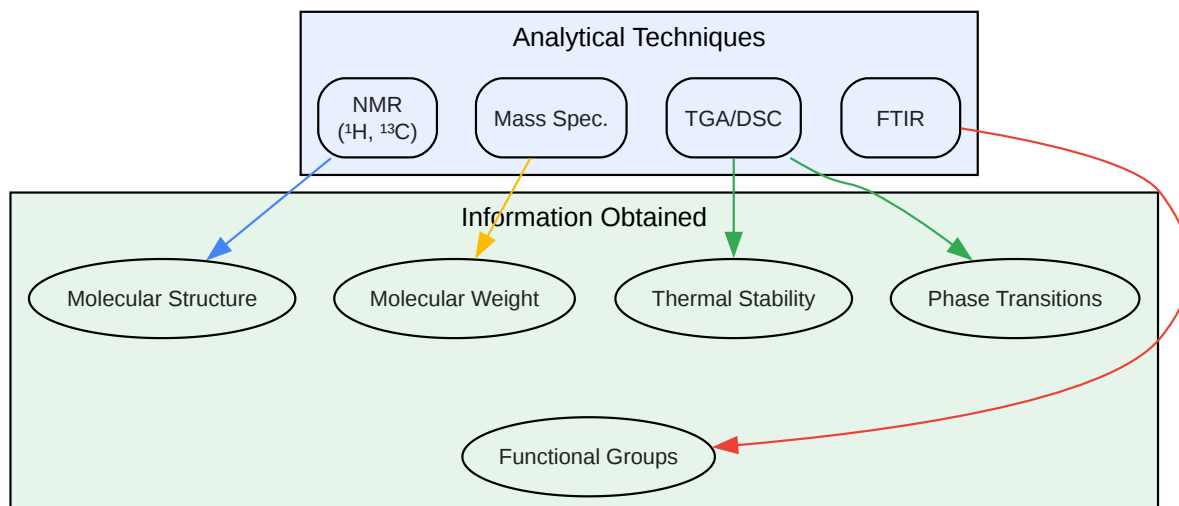 Analytical Techniques
NMR
(¹H, ¹³C)
Mass Spec.
TGA/DSC
FTIR
Information Obtained
Molecular Structure
Molecular Weight
Thermal Stability
Phase Transitions
Functional Groups